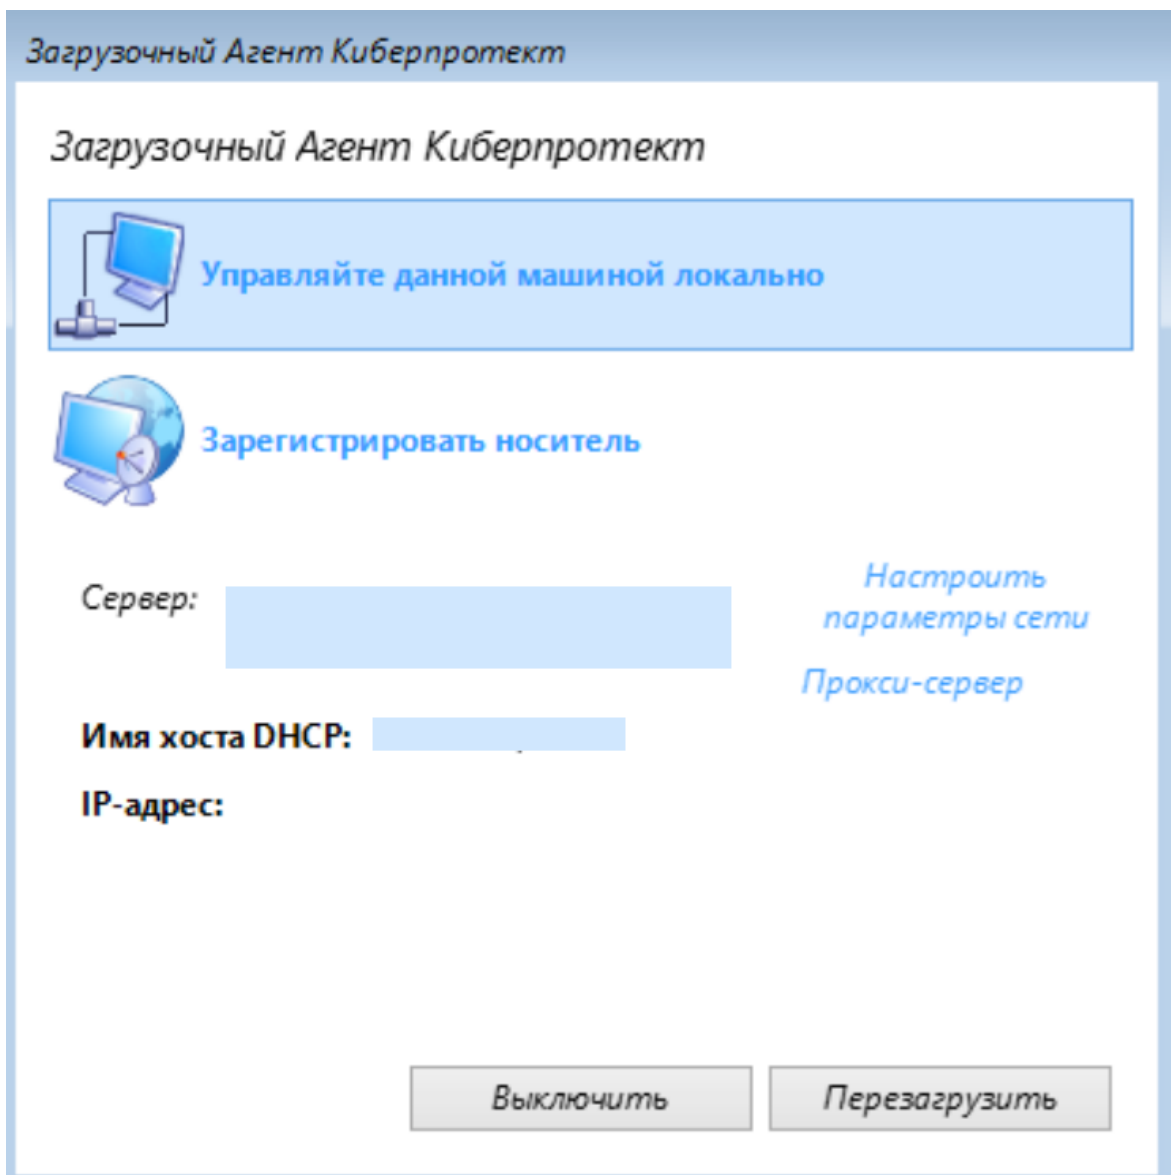 Загрузочный Агент Киберпротект
Загрузочный Агент Киберпротект
Управляйте данной машиной локально
Зарегистрировать носитель
Сервер:
Настроить
параметры сети
Прокси-сервер
Имя хоста DHCP:
IP-адрес:
Выключить
Перезагрузить